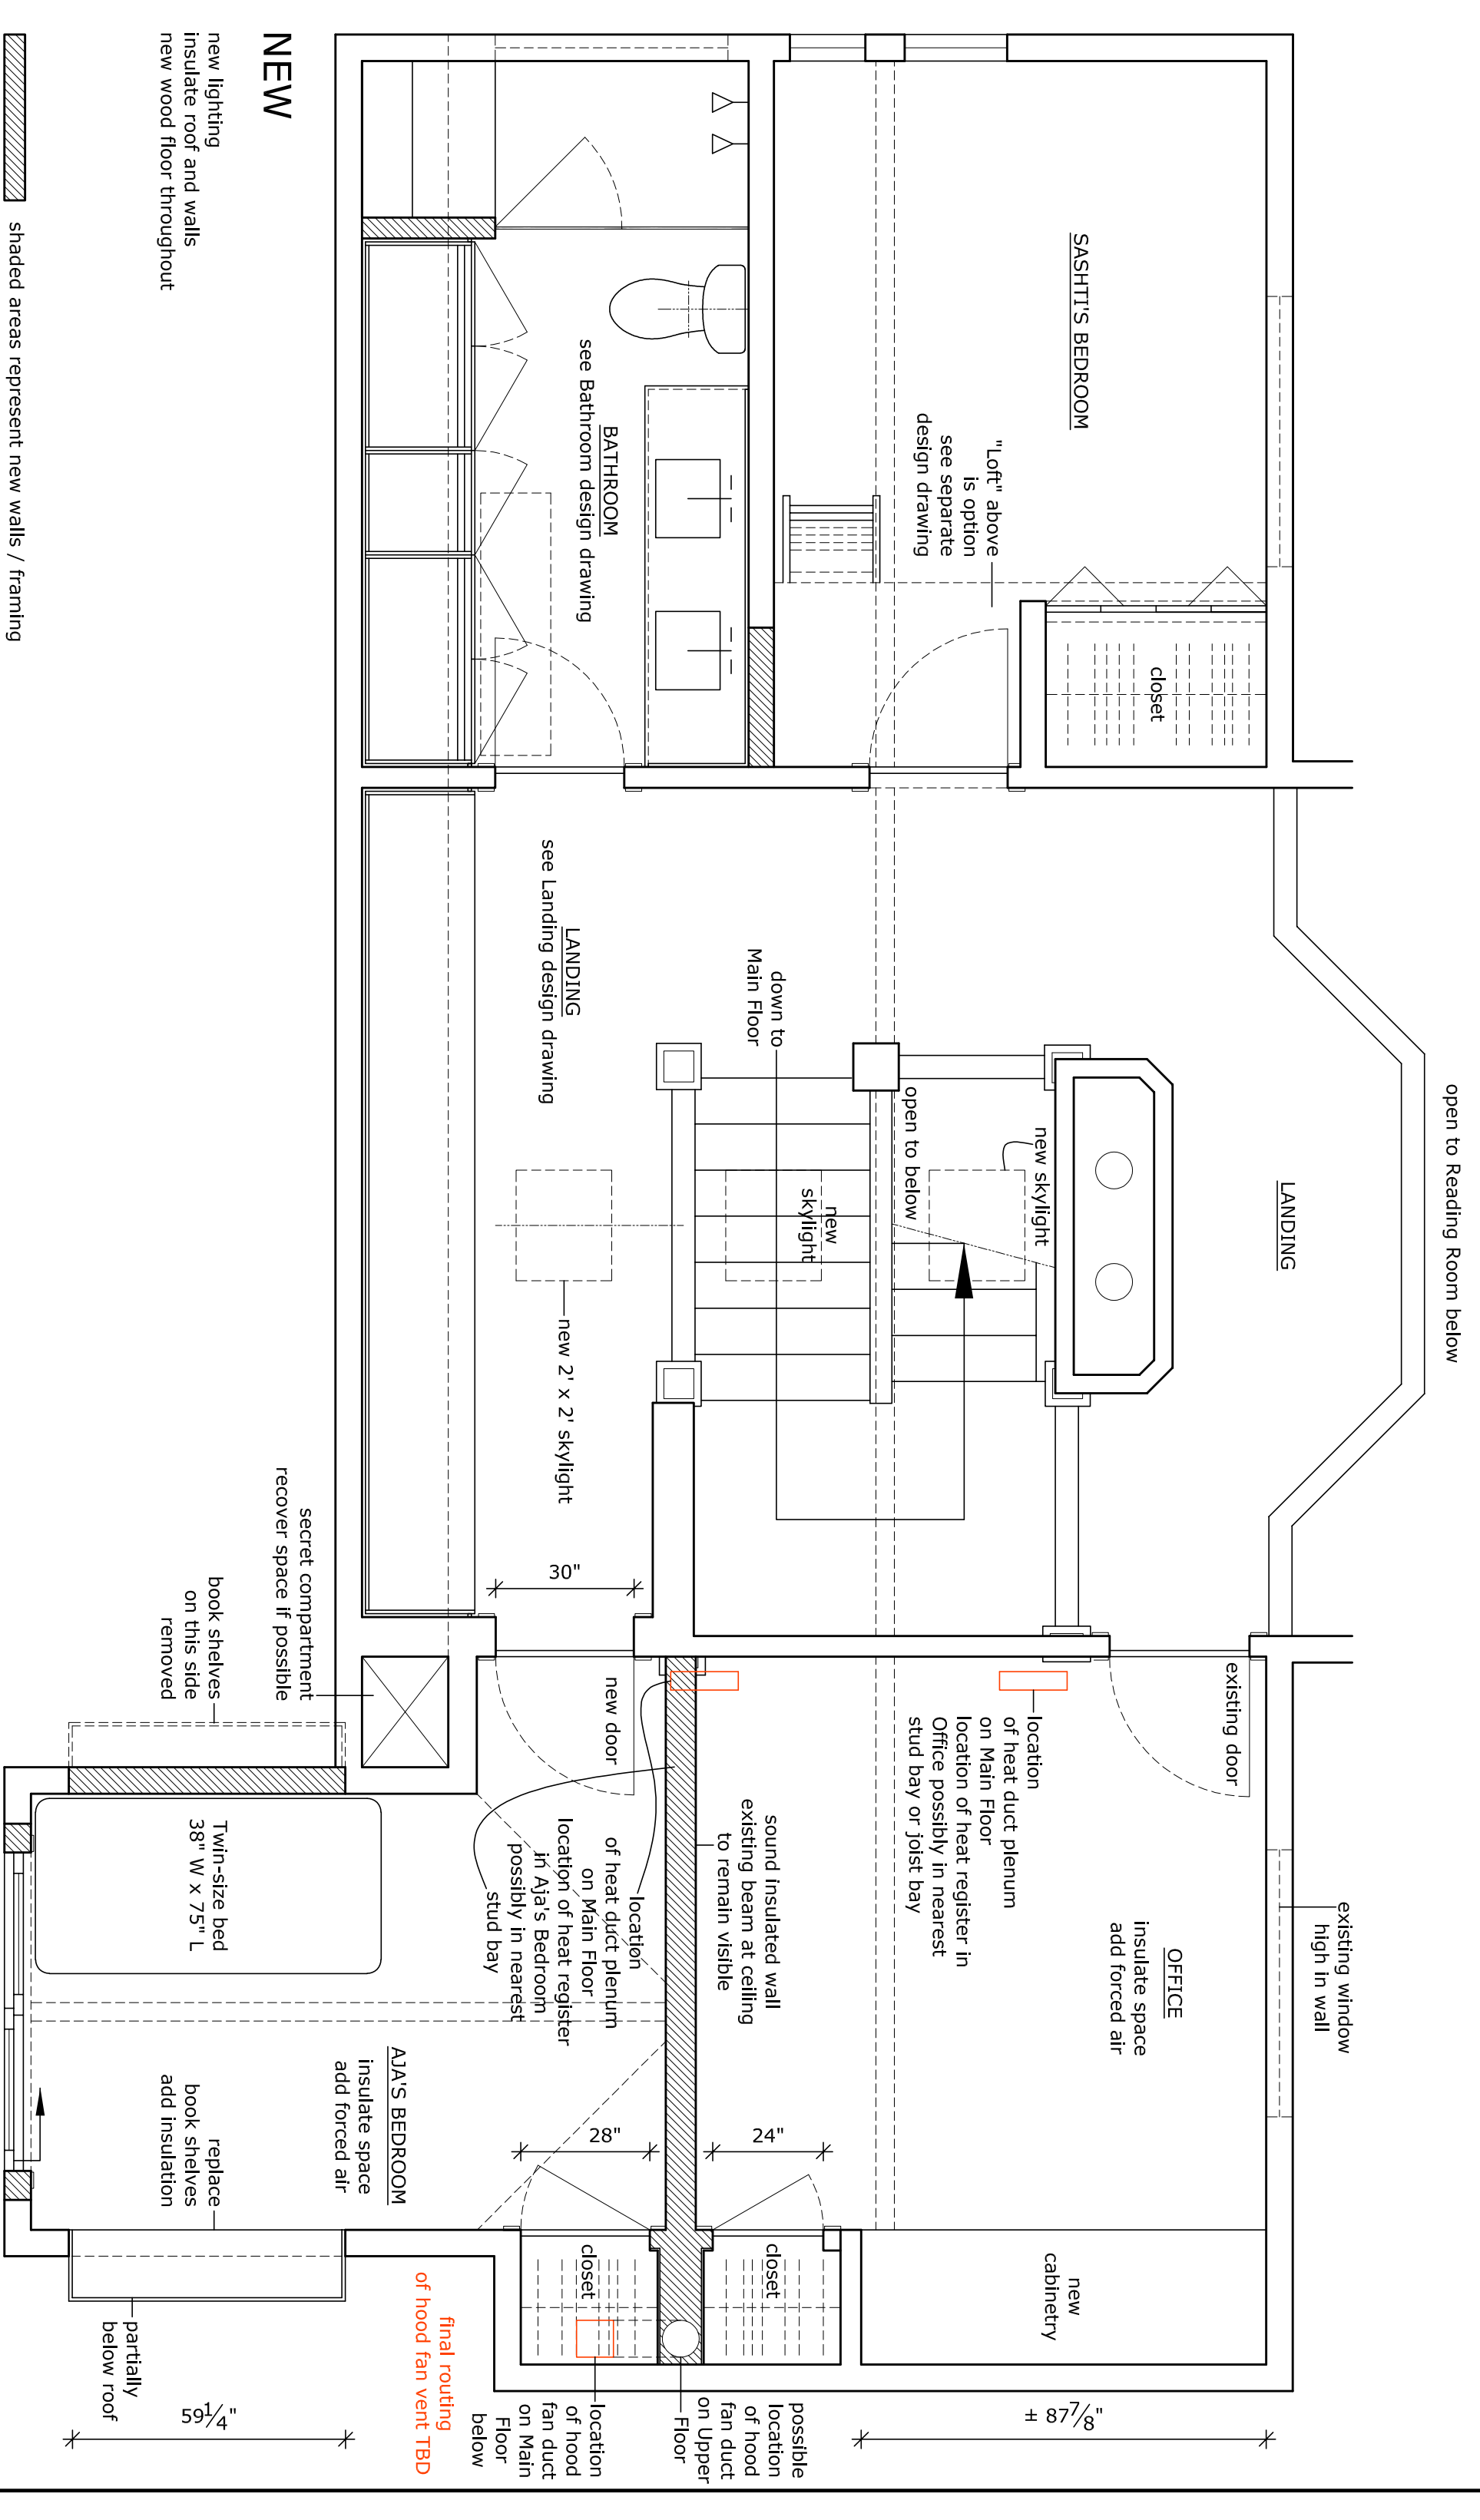 open to Reading Room below
existing window
high in wall
SASHTI'S BEDROOM
"Loft" above
is option
see separate
design drawing
closet
LANDING
new skylight
open to below
new
skylight
down to
Main Floor
existing door
OFFICE
insulate space
add forced air
location
of heat duct plenum
on Main Floor
location of heat register in
Office possibly in nearest
stud bay or joist bay
new
cabinetry
± 87⅞"
24"
closet
possible
location
of hood
fan duct
on Upper
Floor
BATHROOM
see Bathroom design drawing
LANDING
see Landing design drawing
new 2' x 2' skylight
30"
new door
sound insulated wall
existing beam at ceiling
to remain visible
location
of heat duct plenum
on Main Floor
location of heat register
in Aja's Bedroom
possibly in nearest
stud bay
28"
closet
location
of hood
fan duct
on Main
Floor
below
final routing
of hood fan vent TBD
AJA'S BEDROOM
insulate space
add forced air
secret compartment
recover space if possible
book shelves
on this side
removed
Twin-size bed
38" W x 75" L
replace
book shelves
add insulation
partially
below roof
59¼"
NEW
new lighting
insulate roof and walls
new wood floor throughout
shaded areas represent new walls / framing